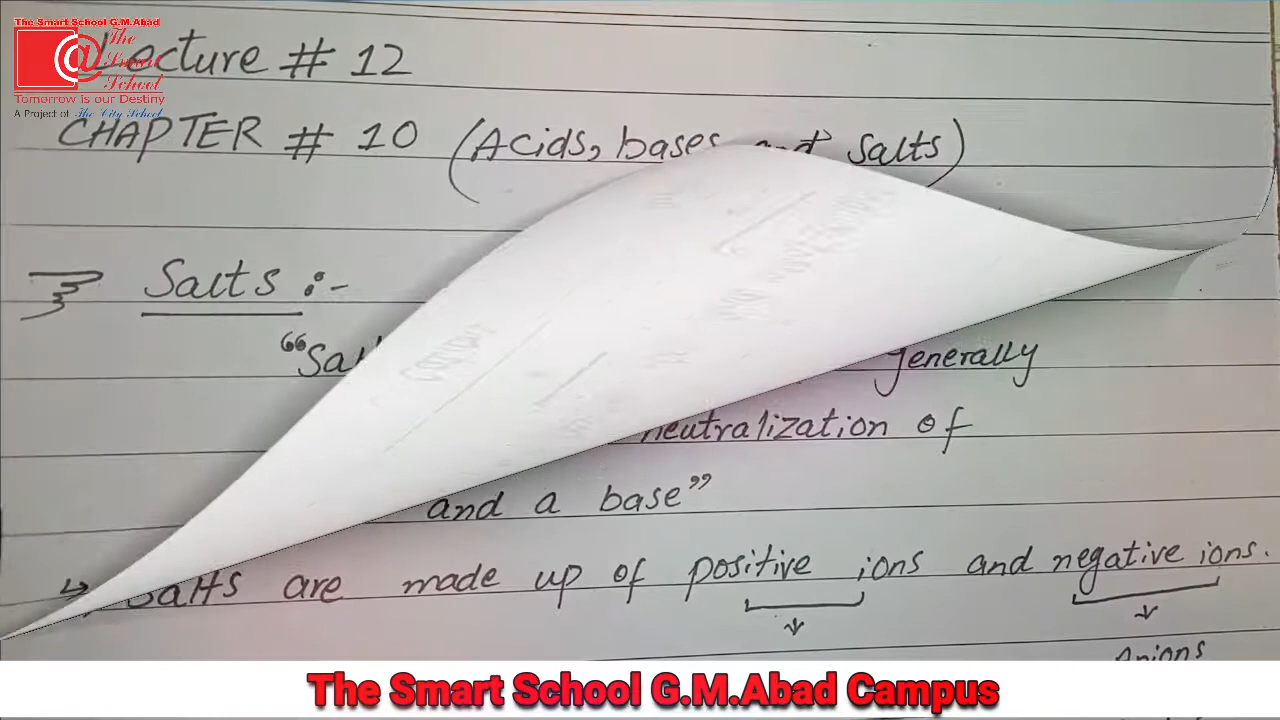 The Smart School G.M.Abad
The Smart School
Tomorrow is our Destiny
A Project of The City School
Lecture # 12
CHAPTER # 10 (Acids, bases and Salts)
Salts :-
generally
neutralization of
and a base”
↳ Salts are made up of positive ions and negative ions.
Anions
The Smart School G.M.Abad Campus